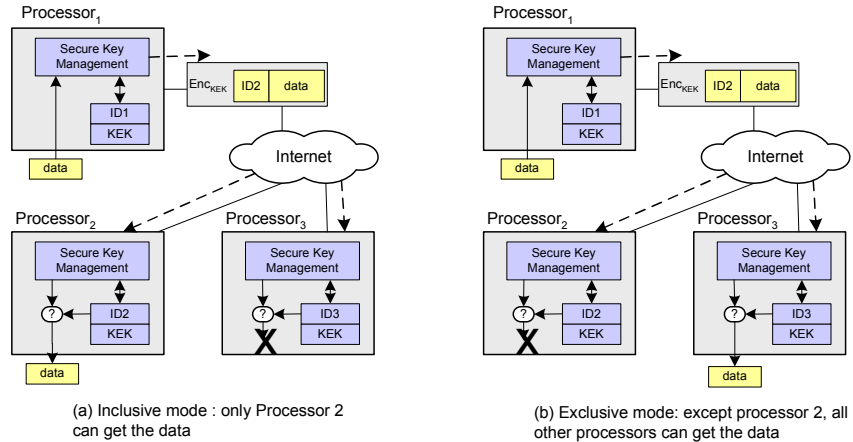 Processor1
Secure Key
Management
EncKEK
ID2
data
ID1
KEK
data
Internet
Processor2
Secure Key
Management
?
ID2
KEK
data
Processor3
Secure Key
Management
?
ID3
KEK
X
(a) Inclusive mode : only Processor 2
can get the data
Processor1
Secure Key
Management
EncKEK
ID2
data
ID1
KEK
data
Internet
Processor2
Secure Key
Management
?
ID2
KEK
X
Processor3
Secure Key
Management
?
ID3
KEK
data
(b) Exclusive mode: except processor 2, all
other processors can get the data